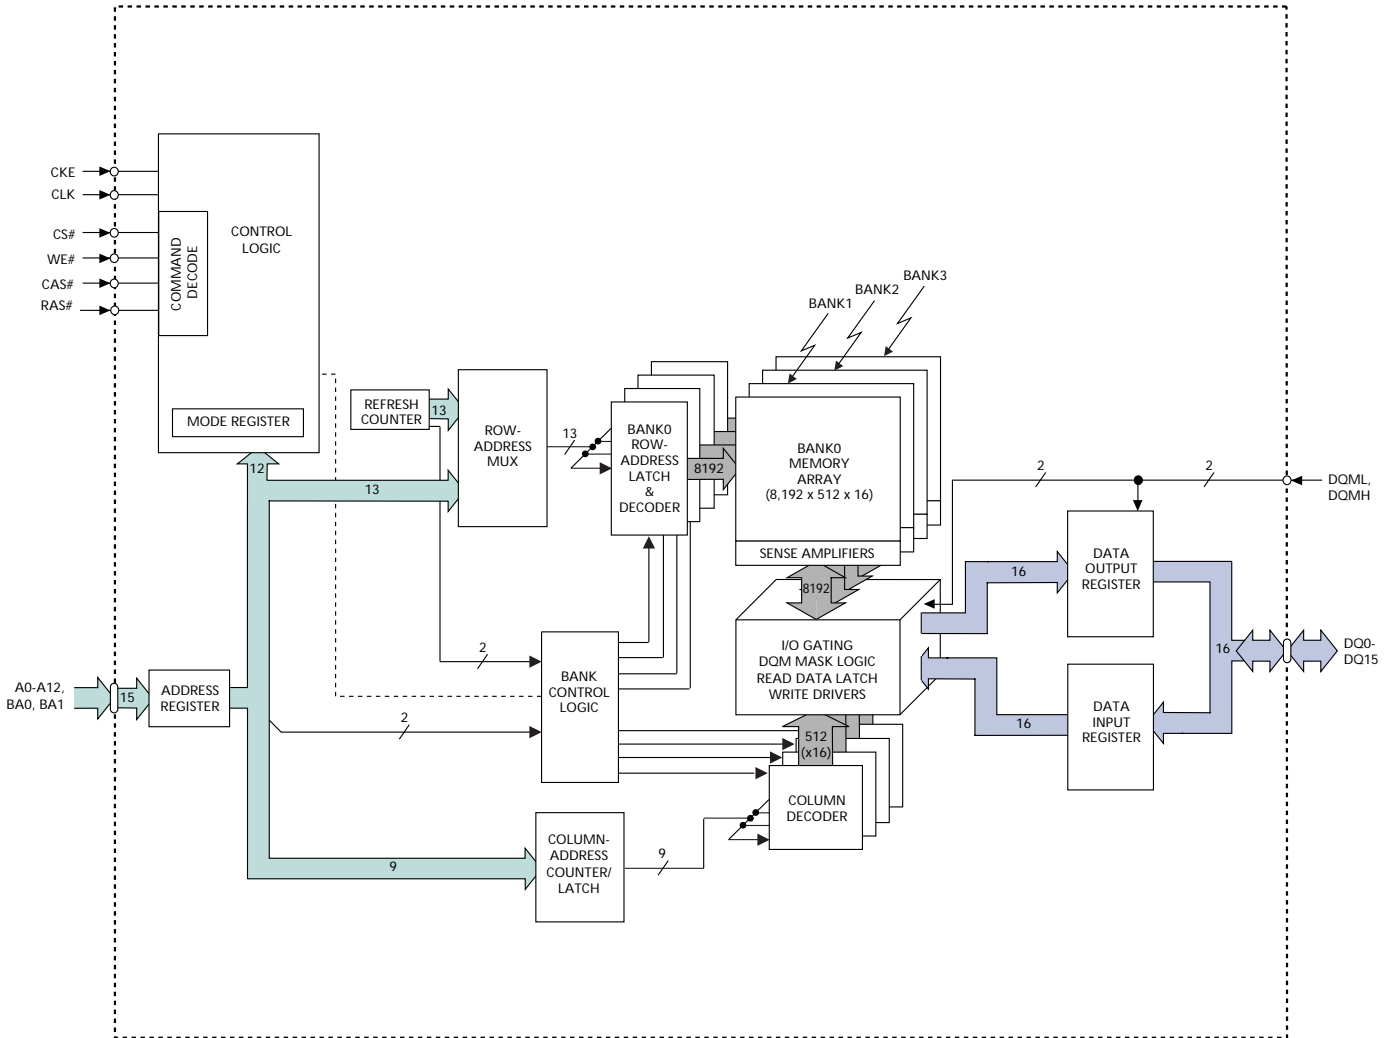 CKE
CLK
CS#
WE#
CAS#
RAS#
COMMAND
DECODE
CONTROL
LOGIC
MODE REGISTER
12
REFRESH
COUNTER
13
13
ROW-
ADDRESS
MUX
13
BANK0
ROW-
ADDRESS
LATCH
&
DECODER
8192
BANK1
BANK2
BANK3
BANK0
MEMORY
ARRAY
(8,192 x 512 x 16)
SENSE AMPLIFIERS
8192
I/O GATING
DQM MASK LOGIC
READ DATA LATCH
WRITE DRIVERS
512
(x16)
COLUMN
DECODER
2
2
DQML,
DQMH
DATA
OUTPUT
REGISTER
16
16
DQ0-
DQ15
DATA
INPUT
REGISTER
16
A0-A12,
BA0, BA1
15
ADDRESS
REGISTER
2
2
BANK
CONTROL
LOGIC
9
COLUMN-
ADDRESS
COUNTER/
LATCH
9